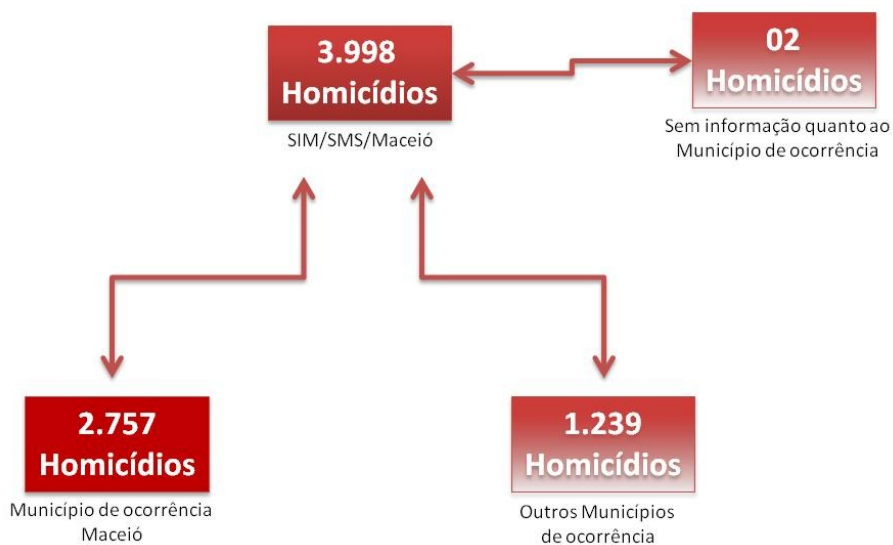 3.998
Homicídios
SIM/SMS/Maceió
02
Homicídios
Sem informação quanto ao
Município de ocorrência
2.757
Homicídios
Município de ocorrência
Maceió
1.239
Homicídios
Outros Municípios
de ocorrência